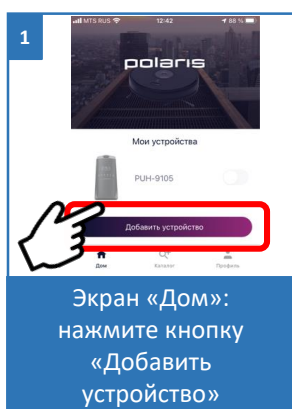 1
MTS RUS
12:42
88 %
polaris
Мои устройства
PUH-9105
Добавить устройство
Дом
Каталог
Профиль
Экран «Дом»:
нажмите кнопку
«Добавить
устройство»